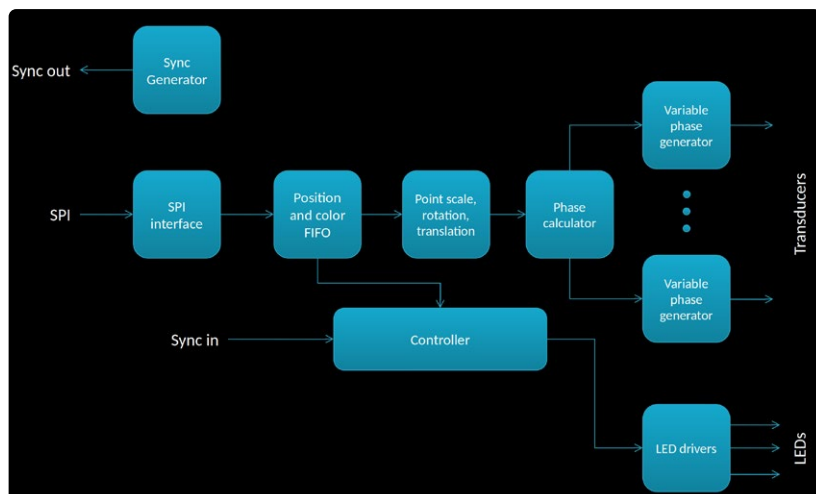 Sync out
Sync
Generator
Variable
phase
generator
SPI
SPI
interface
Position
and color
FIFO
Point scale,
rotation,
translation
Phase
calculator
Transducers
Variable
phase
generator
Sync in
Controller
LED drivers
LEDs